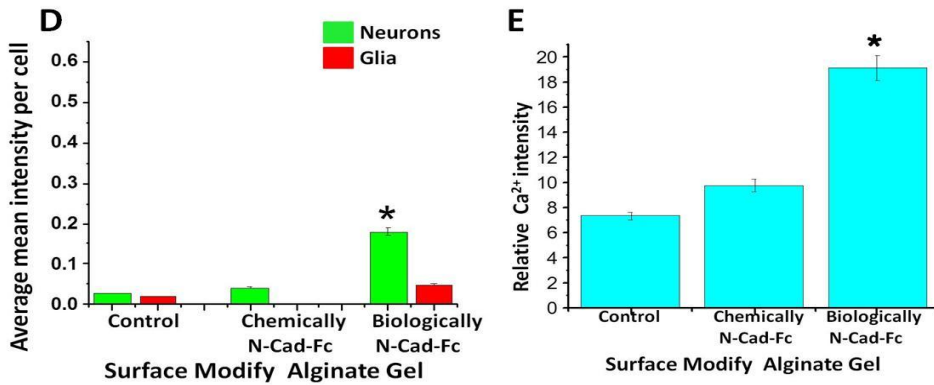 D
Neurons
Glia
Average mean intensity per cell
0.6
0.5
0.4
0.3
0.2
0.1
0.0
*
Control
Chemically
N-Cad-Fc
Biologically
N-Cad-Fc
Surface Modify Alginate Gel
E
Relative Ca²⁺ intensity
20
18
16
14
12
10
8
6
4
2
0
*
Control
Chemically
N-Cad-Fc
Biologically
N-Cad-Fc
Surface Modify Alginate Gel